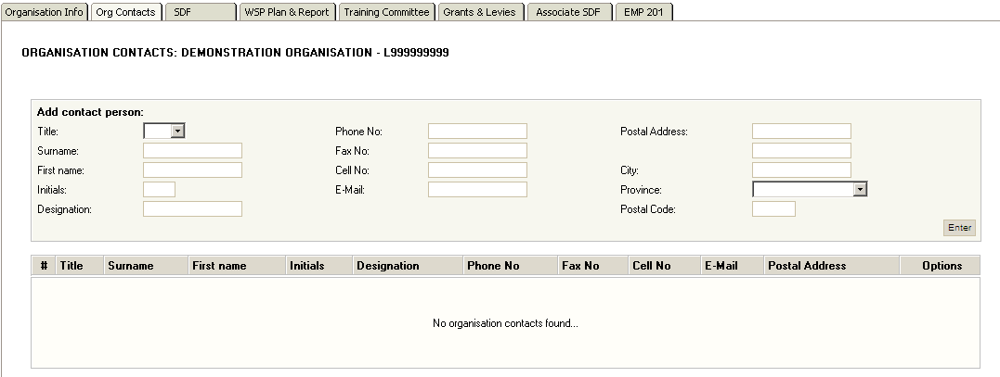 Organisation Info Org Contacts SDF WSP Plan & Report Training Committee Grants & Levies Associate SDF EMP 201
ORGANISATION CONTACTS: DEMONSTRATION ORGANISATION - L999999999
Add contact person:
Title: Phone No: Postal Address:
Surname: Fax No:
First name: Cell No: City:
Initials: E-Mail: Province:
Designation: Postal Code:
Enter
# Title Surname First name Initials Designation Phone No Fax No Cell No E-Mail Postal Address Options
No organisation contacts found...